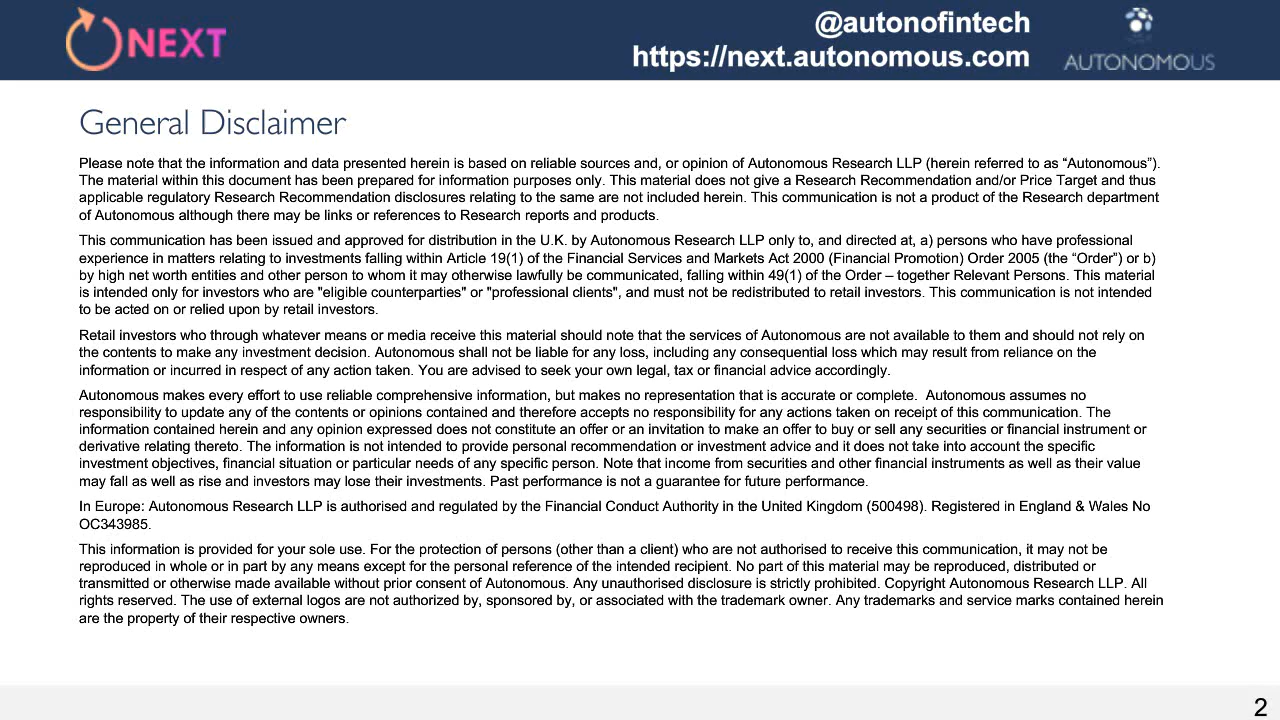 NEXT
@autonofintech
https://next.autonomous.com
AUTONOMOUS
General Disclaimer
Please note that the information and data presented herein is based on reliable sources and, or opinion of Autonomous Research LLP (herein referred to as “Autonomous”).
The material within this document has been prepared for information purposes only. This material does not give a Research Recommendation and/or Price Target and thus
applicable regulatory Research Recommendation disclosures relating to the same are not included herein. This communication is not a product of the Research department
of Autonomous although there may be links or references to Research reports and products.
This communication has been issued and approved for distribution in the U.K. by Autonomous Research LLP only to, and directed at, a) persons who have professional
experience in matters relating to investments falling within Article 19(1) of the Financial Services and Markets Act 2000 (Financial Promotion) Order 2005 (the “Order”) or b)
by high net worth entities and other person to whom it may otherwise lawfully be communicated, falling within 49(1) of the Order – together Relevant Persons. This material
is intended only for investors who are "eligible counterparties" or "professional clients", and must not be redistributed to retail investors. This communication is not intended
to be acted on or relied upon by retail investors.
Retail investors who through whatever means or media receive this material should note that the services of Autonomous are not available to them and should not rely on
the contents to make any investment decision. Autonomous shall not be liable for any loss, including any consequential loss which may result from reliance on the
information or incurred in respect of any action taken. You are advised to seek your own legal, tax or financial advice accordingly.
Autonomous makes every effort to use reliable comprehensive information, but makes no representation that is accurate or complete.  Autonomous assumes no
responsibility to update any of the contents or opinions contained and therefore accepts no responsibility for any actions taken on receipt of this communication. The
information contained herein and any opinion expressed does not constitute an offer or an invitation to make an offer to buy or sell any securities or financial instrument or
derivative relating thereto. The information is not intended to provide personal recommendation or investment advice and it does not take into account the specific
investment objectives, financial situation or particular needs of any specific person. Note that income from securities and other financial instruments as well as their value
may fall as well as rise and investors may lose their investments. Past performance is not a guarantee for future performance.
In Europe: Autonomous Research LLP is authorised and regulated by the Financial Conduct Authority in the United Kingdom (500498). Registered in England & Wales No
OC343985.
This information is provided for your sole use. For the protection of persons (other than a client) who are not authorised to receive this communication, it may not be
reproduced in whole or in part by any means except for the personal reference of the intended recipient. No part of this material may be reproduced, distributed or
transmitted or otherwise made available without prior consent of Autonomous. Any unauthorised disclosure is strictly prohibited. Copyright Autonomous Research LLP. All
rights reserved. The use of external logos are not authorized by, sponsored by, or associated with the trademark owner. Any trademarks and service marks contained herein
are the property of their respective owners.
2